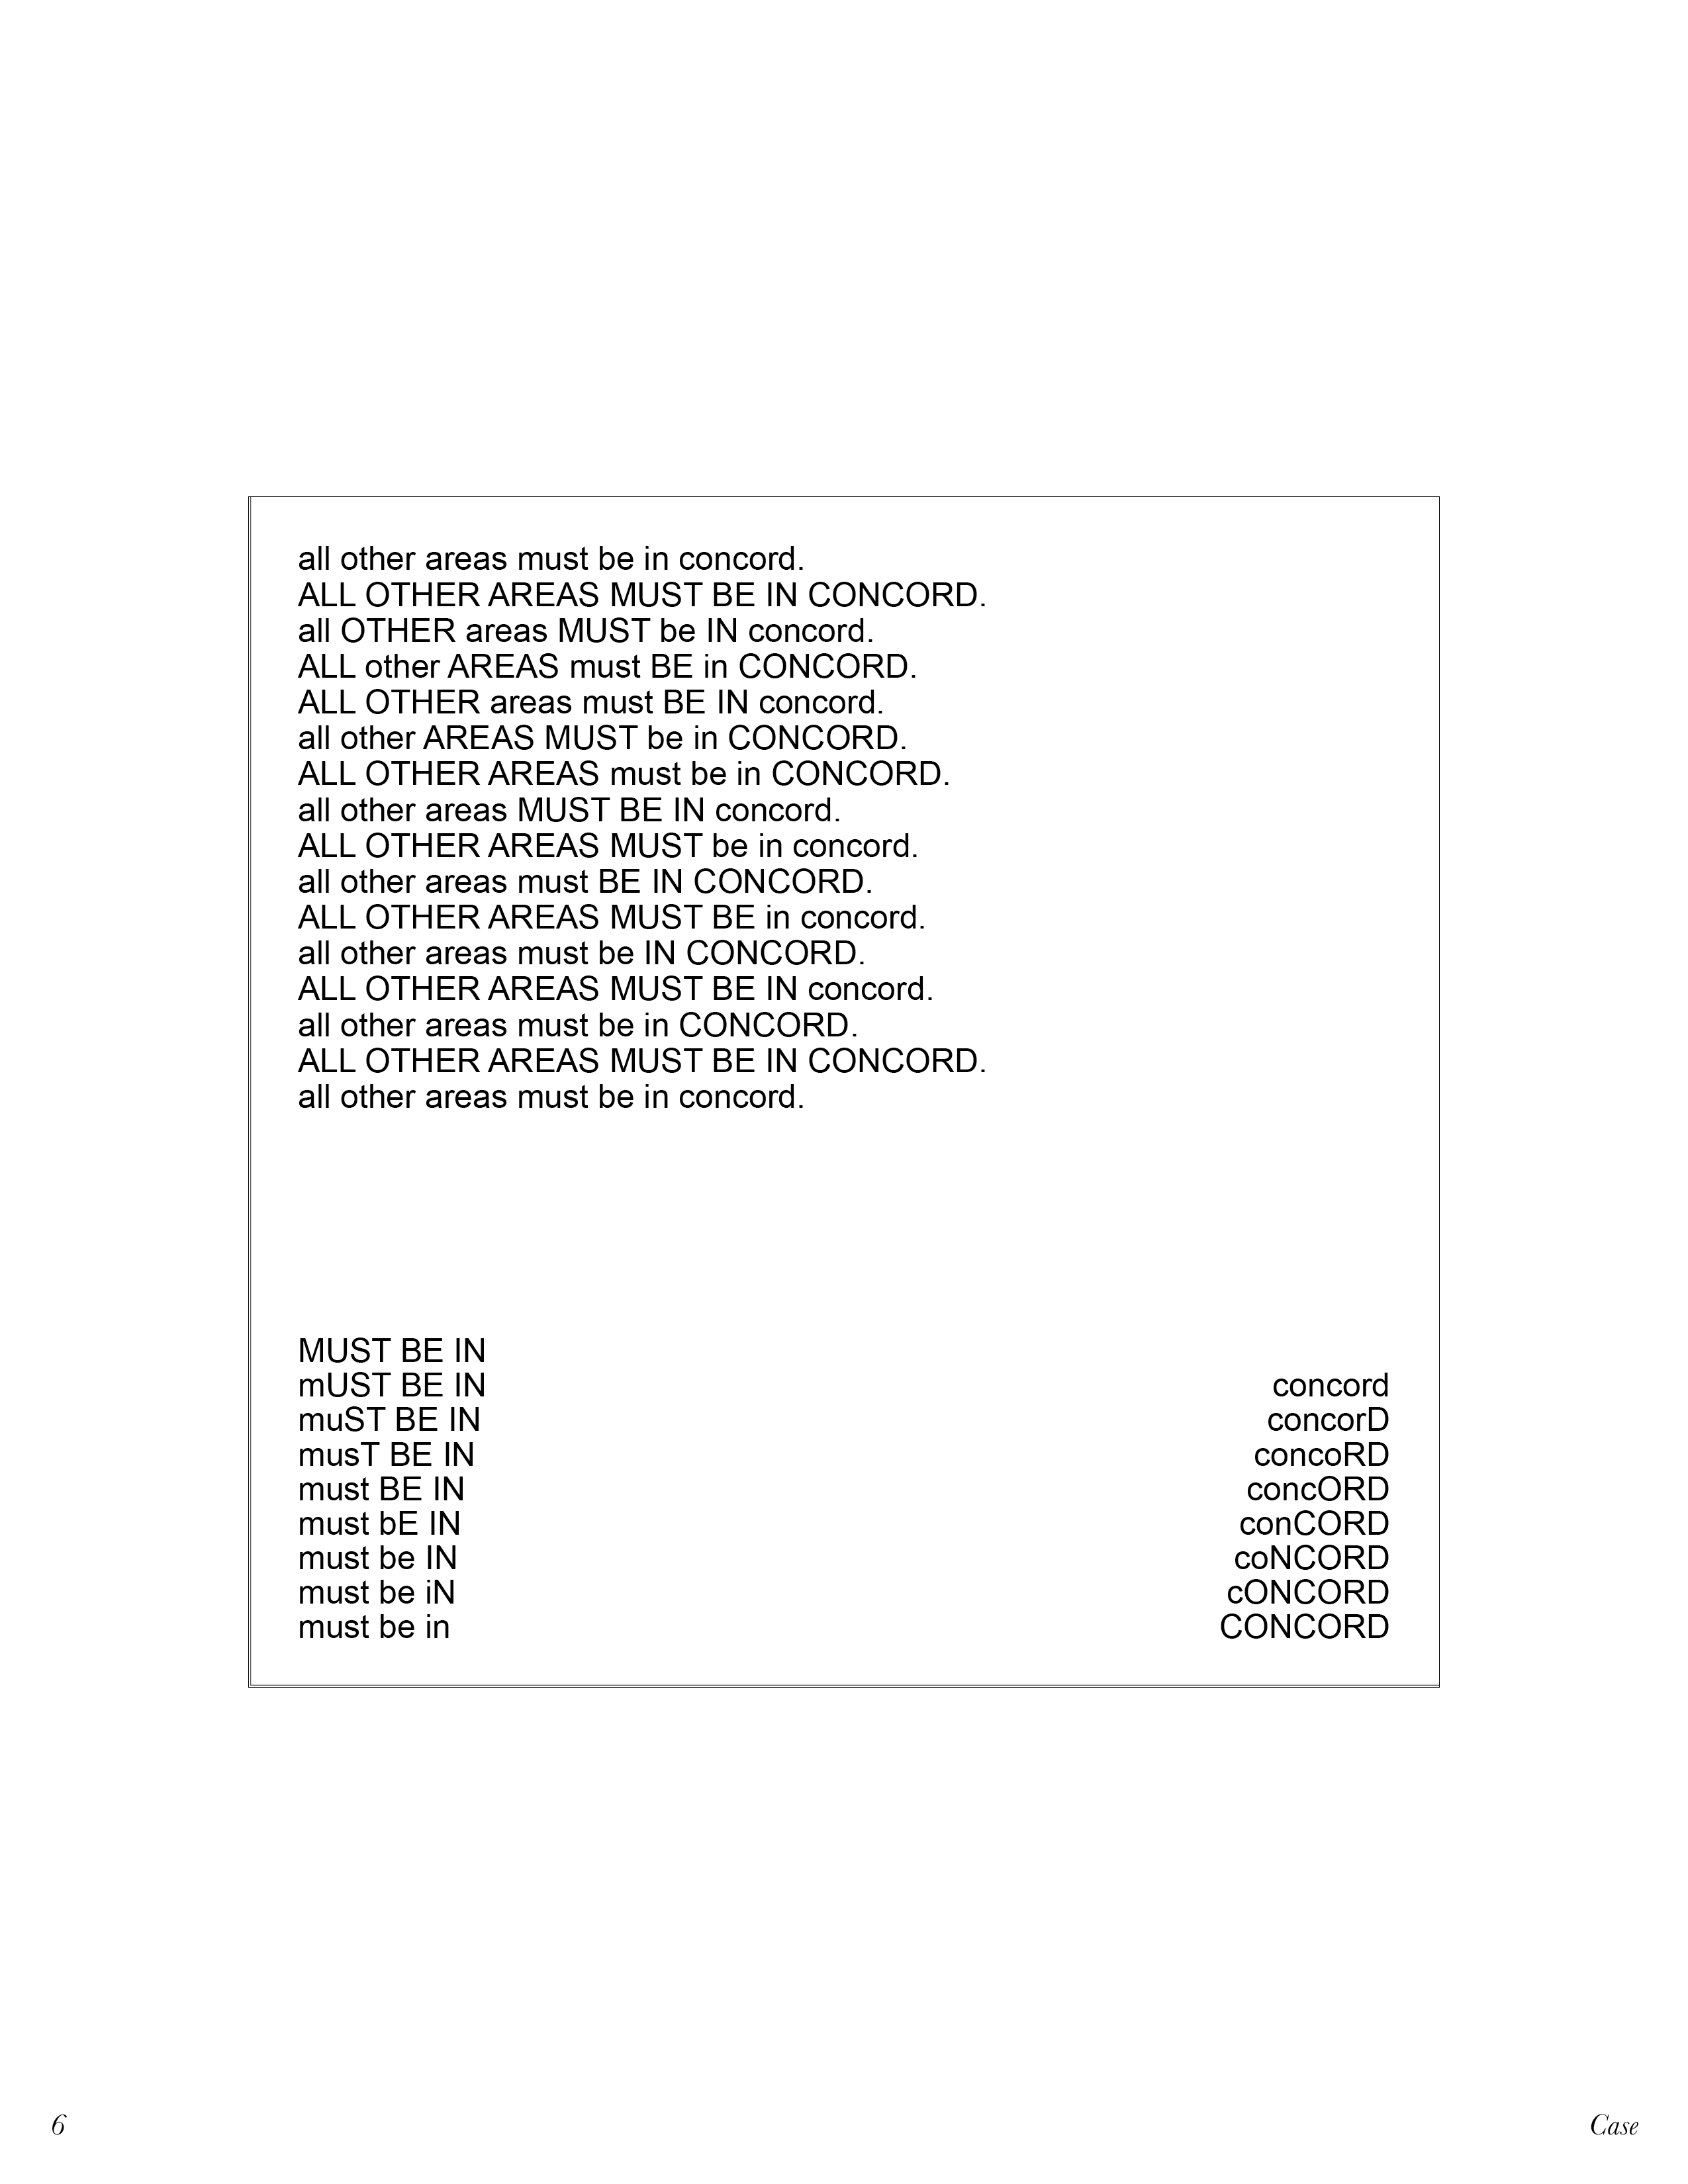 all other areas must be in concord.
ALL OTHER AREAS MUST BE IN CONCORD.
all OTHER areas MUST be IN concord.
ALL other AREAS must BE in CONCORD.
ALL OTHER areas must BE IN concord.
all other AREAS MUST be in CONCORD.
ALL OTHER AREAS must be in CONCORD.
all other areas MUST BE IN concord.
ALL OTHER AREAS MUST be in concord.
all other areas must BE IN CONCORD.
ALL OTHER AREAS MUST BE in concord.
all other areas must be IN CONCORD.
ALL OTHER AREAS MUST BE IN concord.
all other areas must be in CONCORD.
ALL OTHER AREAS MUST BE IN CONCORD.
all other areas must be in concord.
MUST BE IN
mUST BE IN
muST BE IN
musT BE IN
must BE IN
must bE IN
must be IN
must be iN
must be in
concord
concorD
concoRD
concORD
conCORD
coNCORD
cONCORD
CONCORD
6
Case